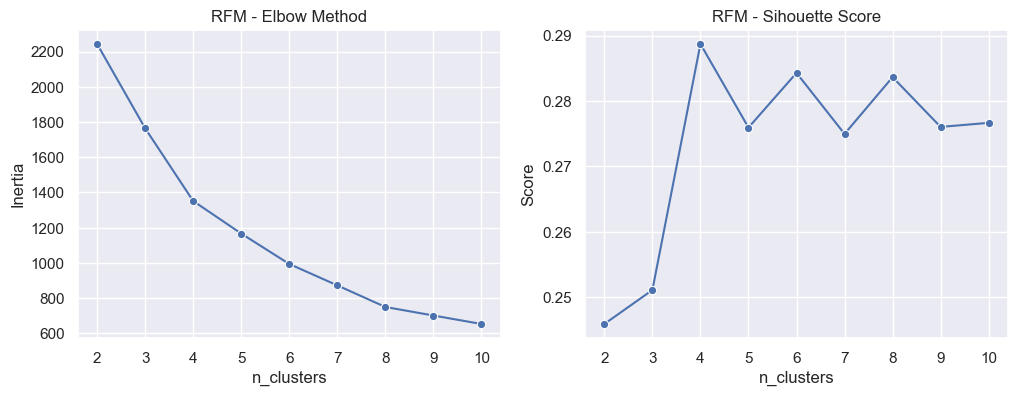 RFM - Elbow Method
2200
2000
1800
1600
1400
1200
1000
800
600
Inertia
2 3 4 5 6 7 8 9 10
n_clusters
RFM - Sihouette Score
0.29
0.28
0.27
0.26
0.25
Score
2 3 4 5 6 7 8 9 10
n_clusters